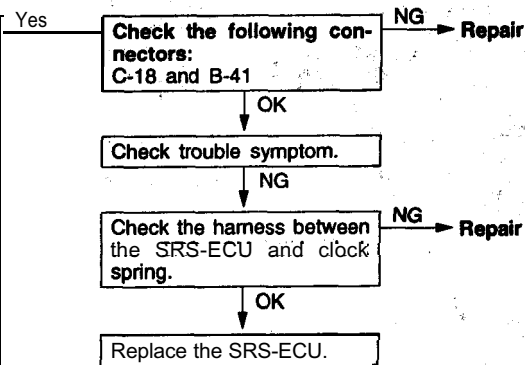 Yes
Check the following con-
nectors:
C-18 and B-41
NG
Repair
OK
Check trouble symptom.
NG
Check the harness between
the SRS-ECU and clock
spring.
NG
Repair
OK
Replace the SRS-ECU.